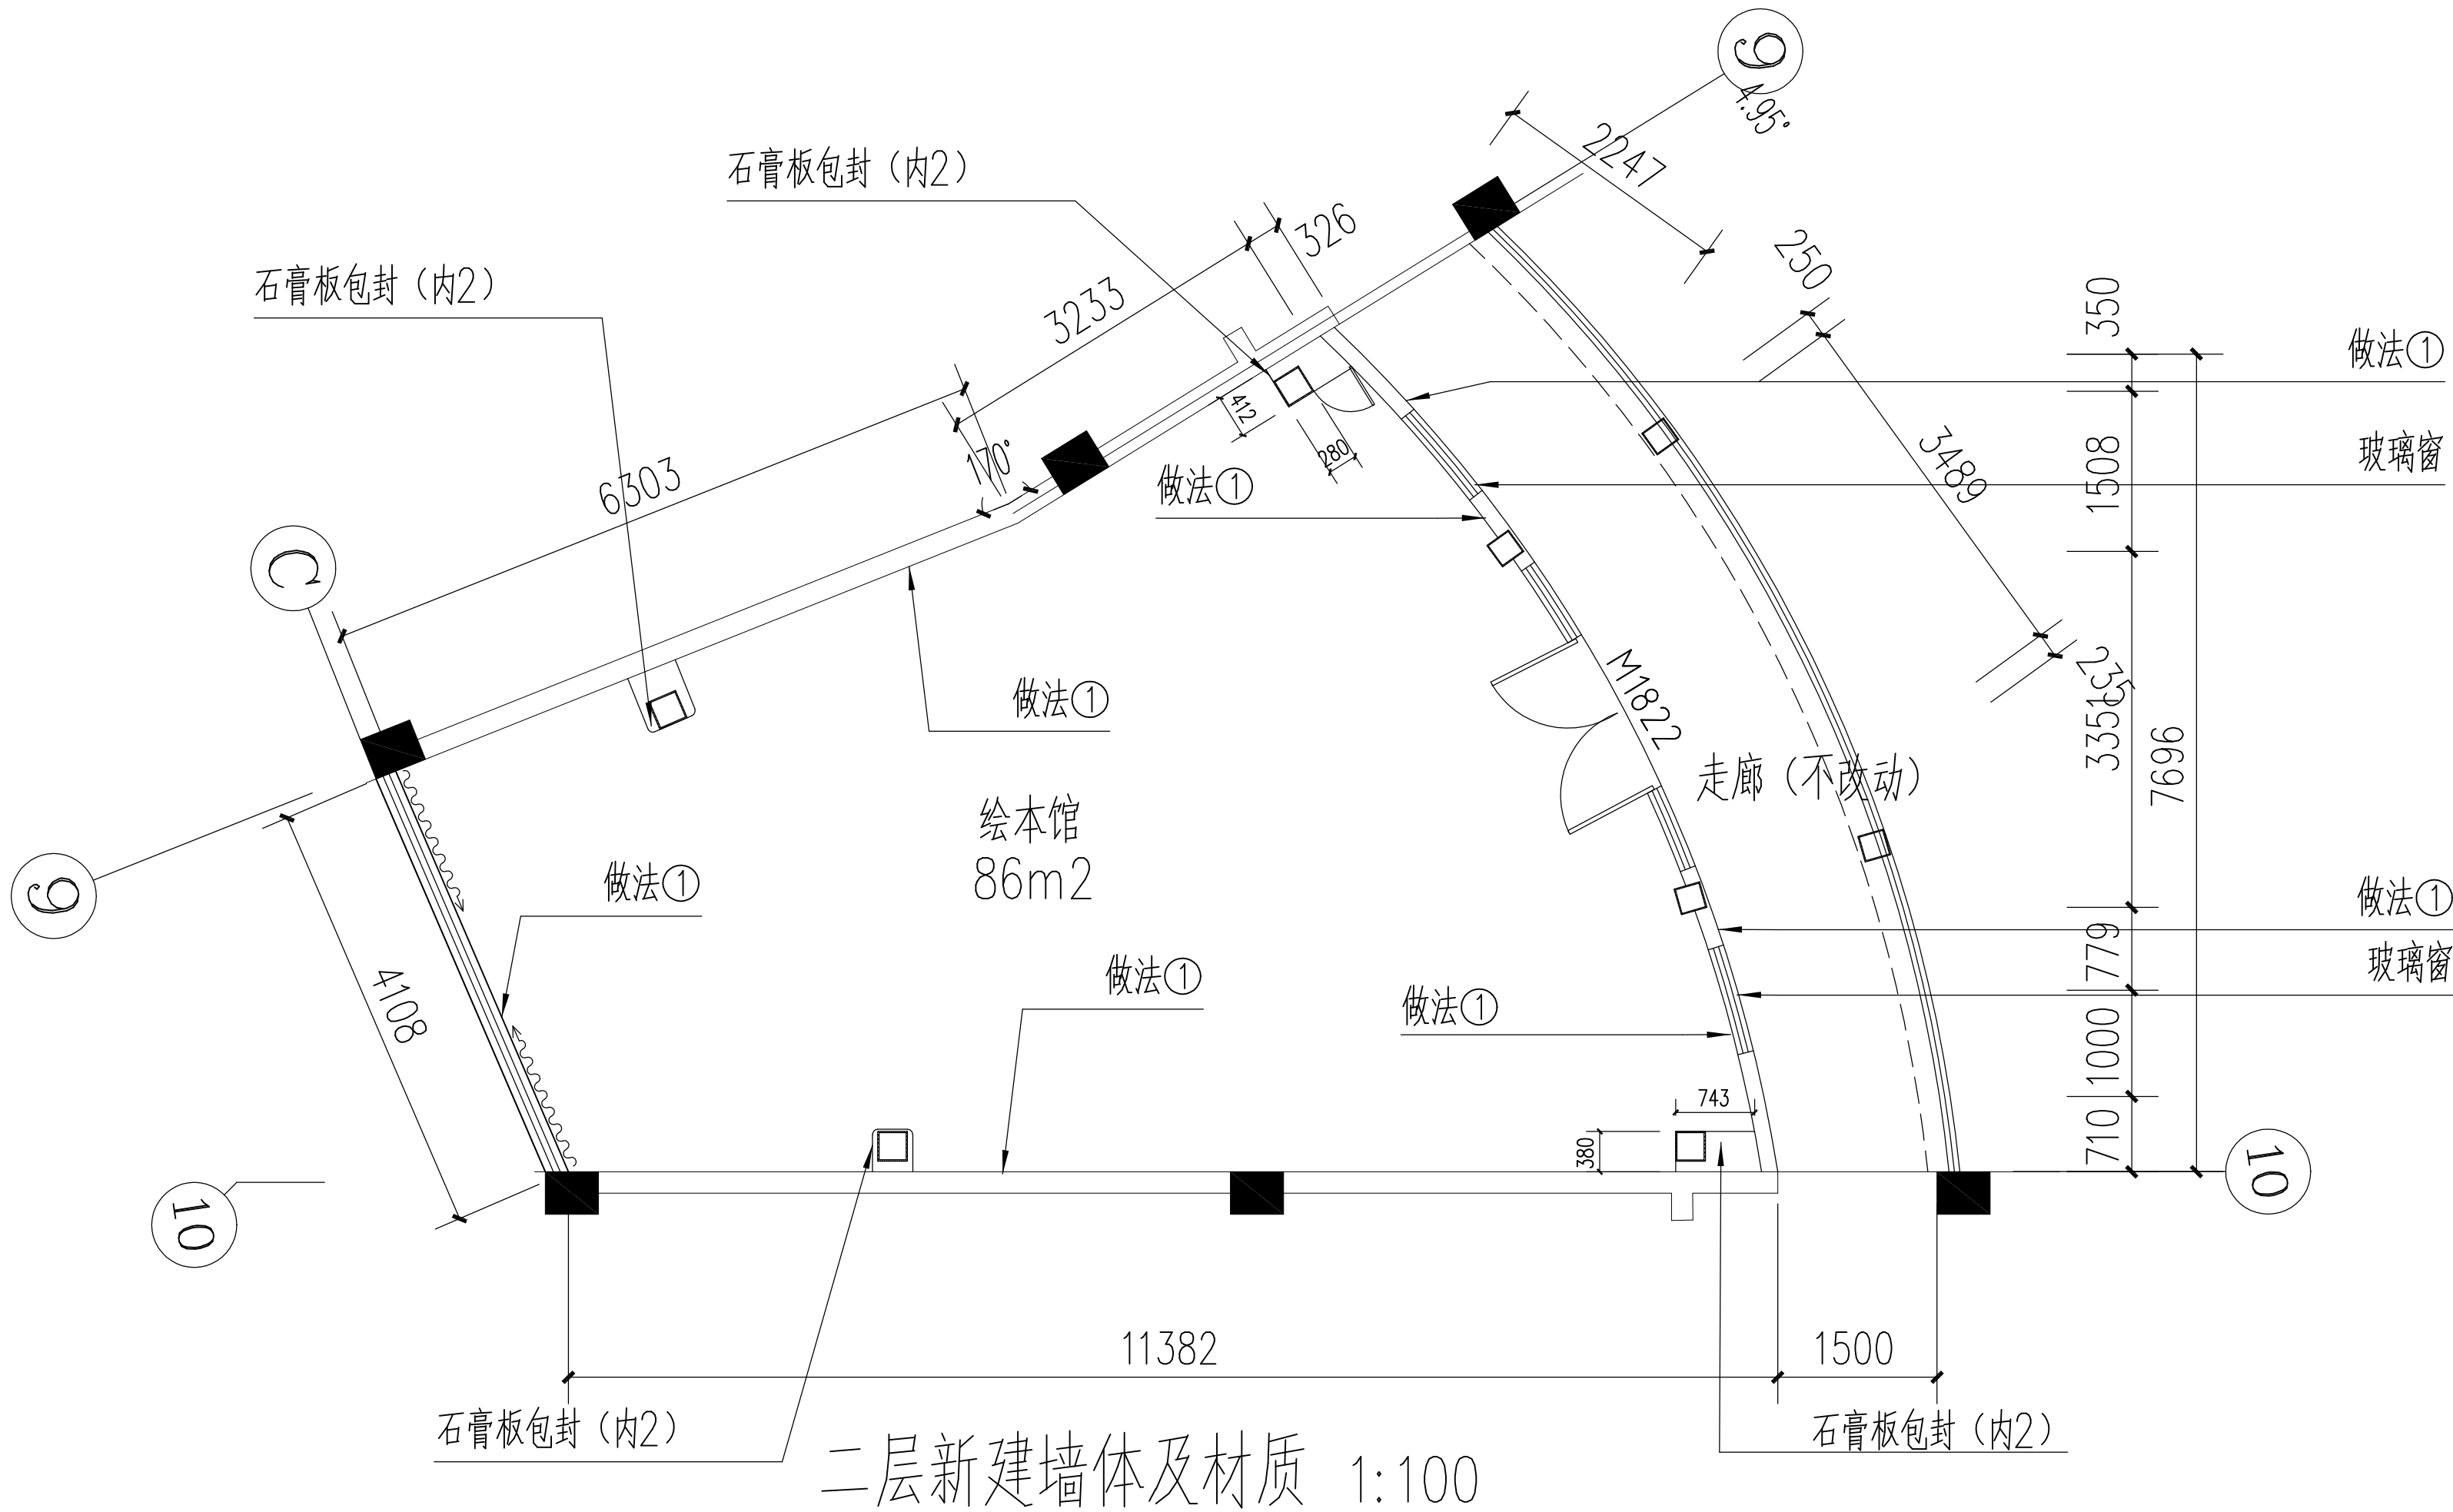 9
4.95°
2247
石膏板包封（内2）
326
250
石膏板包封（内2）
3233
350
做法①
412
280
170°
6303
做法①
1508
玻璃窗
3489
C
做法①
M1822
235
3351
7696
走廊（不改动）
绘本馆
86m2
9
做法①
做法①
779
玻璃窗
4108
做法①
做法①
1000
743
380
710
10
10
11382
1500
石膏板包封（内2）
石膏板包封（内2）
二层新建墙体及材质 1:100